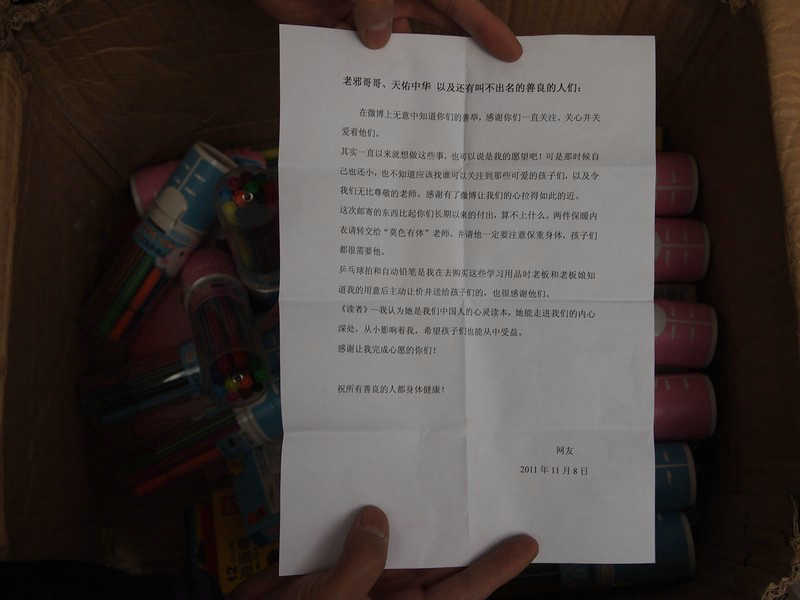 老邪哥哥、天佑中华 以及还有叫不出名的善良的人们：
在微博上无意中知道你们的善举，感谢你们一直关注、关心并关
爱着他们。
其实一直以来就想做这些事，也可以说是我的愿望吧！可是那时候自
己也还小，也不知道应该找谁可以关注到那些可爱的孩子们，以及令
我们无比尊敬的老师。感谢有了微博让我们的心拉得如此的近。
这次邮寄的东西比起你们长期以来的付出，算不上什么。两件保暖内
衣请转交给“莫色有体”老师，并请他一定要注意保重身体，孩子们
都很需要他。
乒乓球拍和自动铅笔是我在去购买这些学习用品时老板和老板娘知
道我的用意后主动让价并送给孩子们的，也很感谢他们。
《读者》一我认为她是我们中国人的心灵读本，她能走进我们的内心
深处，从小影响着我，希望孩子们也能从中受益。
感谢让我完成心愿的你们！
祝所有善良的人都身体健康！
网友
2011 年 11 月 8 日
12